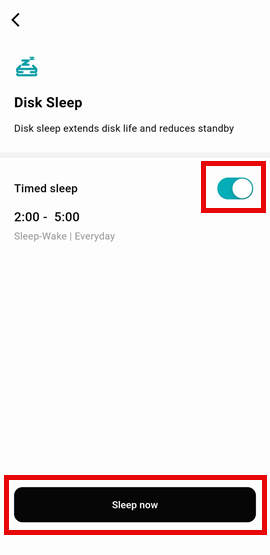 Disk Sleep
Disk sleep extends disk life and reduces standby
Timed sleep
2:00 - 5:00
Sleep-Wake | Everyday
Sleep now